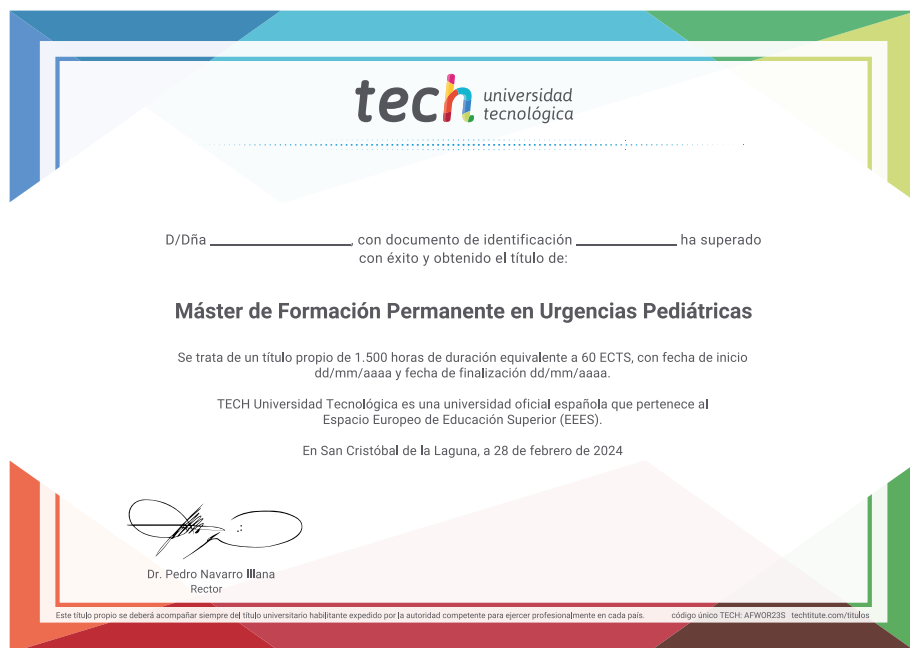 tech universidad
tecnológica
D/Dña ____________________, con documento de identificación ______________ ha superado
con éxito y obtenido el título de:
Máster de Formación Permanente en Urgencias Pediátricas
Se trata de un título propio de 1.500 horas de duración equivalente a 60 ECTS, con fecha de inicio
dd/mm/aaaa y fecha de finalización dd/mm/aaaa.
TECH Universidad Tecnológica es una universidad oficial española que pertenece al
Espacio Europeo de Educación Superior (EEES).
En San Cristóbal de la Laguna, a 28 de febrero de 2024
Dr. Pedro Navarro Illana
Rector
Este título propio se deberá acompañar siempre del título universitario habilitante expedido por la autoridad competente para ejercer profesionalmente en cada país. código único TECH: AFWOR23S techtitute.com/titulos